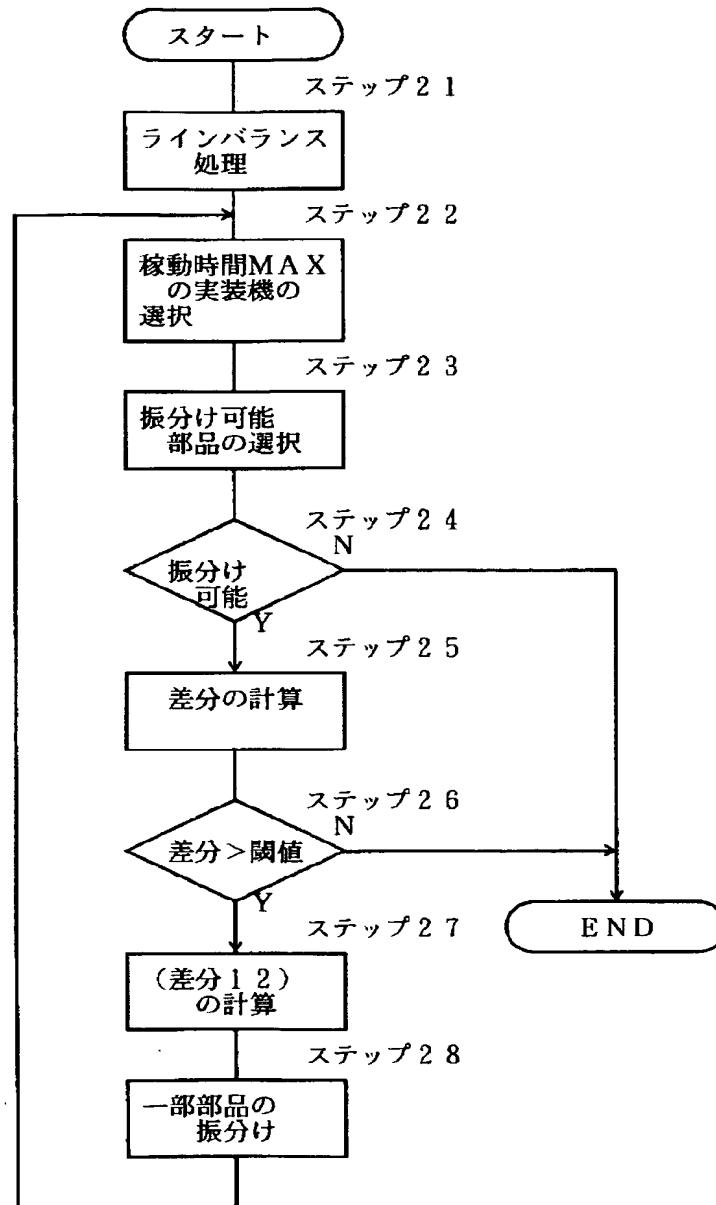 スタート
ステップ２１
ラインバランス
処理
ステップ２２
稼動時間ＭＡＸ
の実装機の
選択
ステップ２３
振分け可能
部品の選択
ステップ２４
N
振分け
可能
Y
ステップ２５
差分の計算
ステップ２６
N
差分＞閾値
Y
ステップ２７
END
（差分１２）
の計算
ステップ２８
一部部品の
振分け